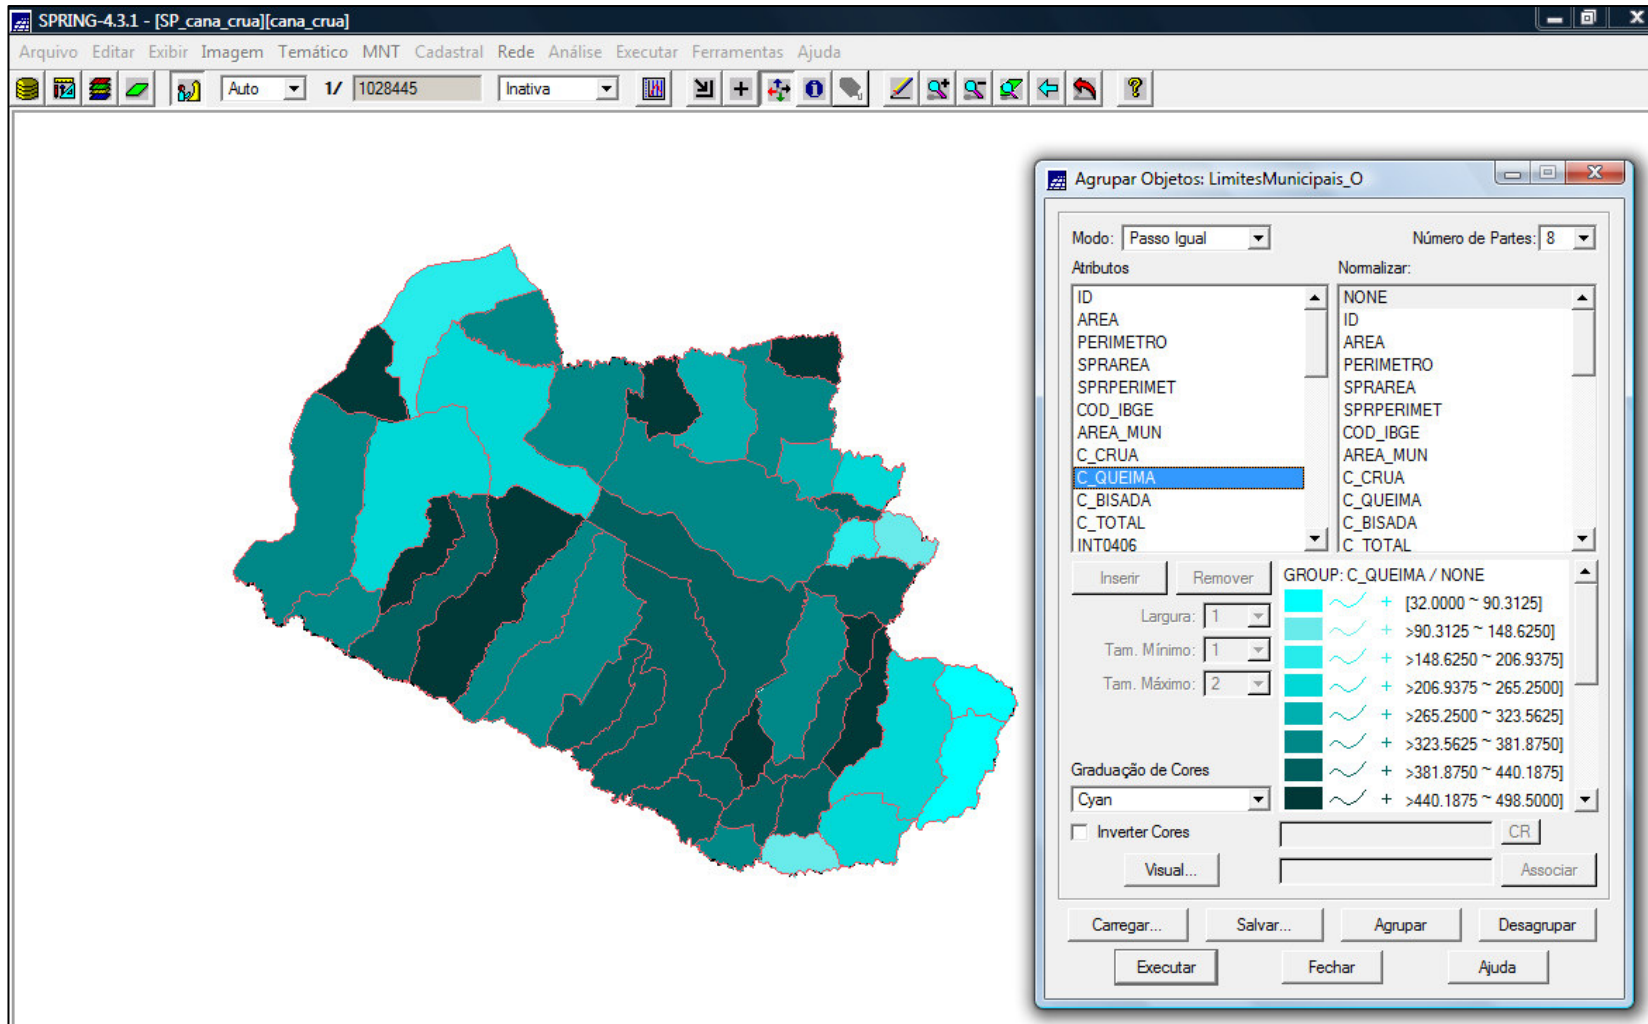 SPRING-4.3.1 - [SP_cana_crua][cana_crua]
Arquivo Editar Exibir Imagem Temático MNT Cadastral Rede Análise Executar Ferramentas Ajuda
Auto 1/ 1028445 Inativa
Agrupar Objetos: LimitesMunicipais_O
Modo: Passo Igual Número de Partes: 8
Atributos
ID
AREA
PERIMETRO
SPRAREA
SPRPERIMET
COD_IBGE
AREA_MUN
C_CRUA
C_QUEIMA
C_BISADA
C_TOTAL
INT0406
Normalizar:
NONE
ID
AREA
PERIMETRO
SPRAREA
SPRPERIMET
COD_IBGE
AREA_MUN
C_CRUA
C_QUEIMA
C_BISADA
C_TOTAL
Inserir Remover
Largura: 1
Tam. Mínimo: 1
Tam. Máximo: 2
GROUP: C_QUEIMA / NONE
[32.0000 ~ 90.3125]
>90.3125 ~ 148.6250]
>148.6250 ~ 206.9375]
>206.9375 ~ 265.2500]
>265.2500 ~ 323.5625]
>323.5625 ~ 381.8750]
>381.8750 ~ 440.1875]
>440.1875 ~ 498.5000]
Graduação de Cores
Cyan
Inverter Cores CR
Visual... Associar
Carregar... Salvar... Agrupar Desagrupar
Executar Fechar Ajuda